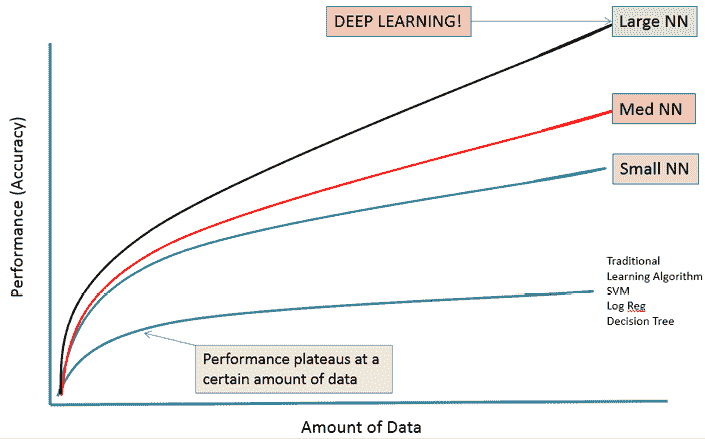 DEEP LEARNING!
Large NN
Med NN
Small NN
Performance (Accuracy)
Traditional
Learning Algorithm
SVM
Log Reg
Decision Tree
Performance plateaus at a
certain amount of data
Amount of Data